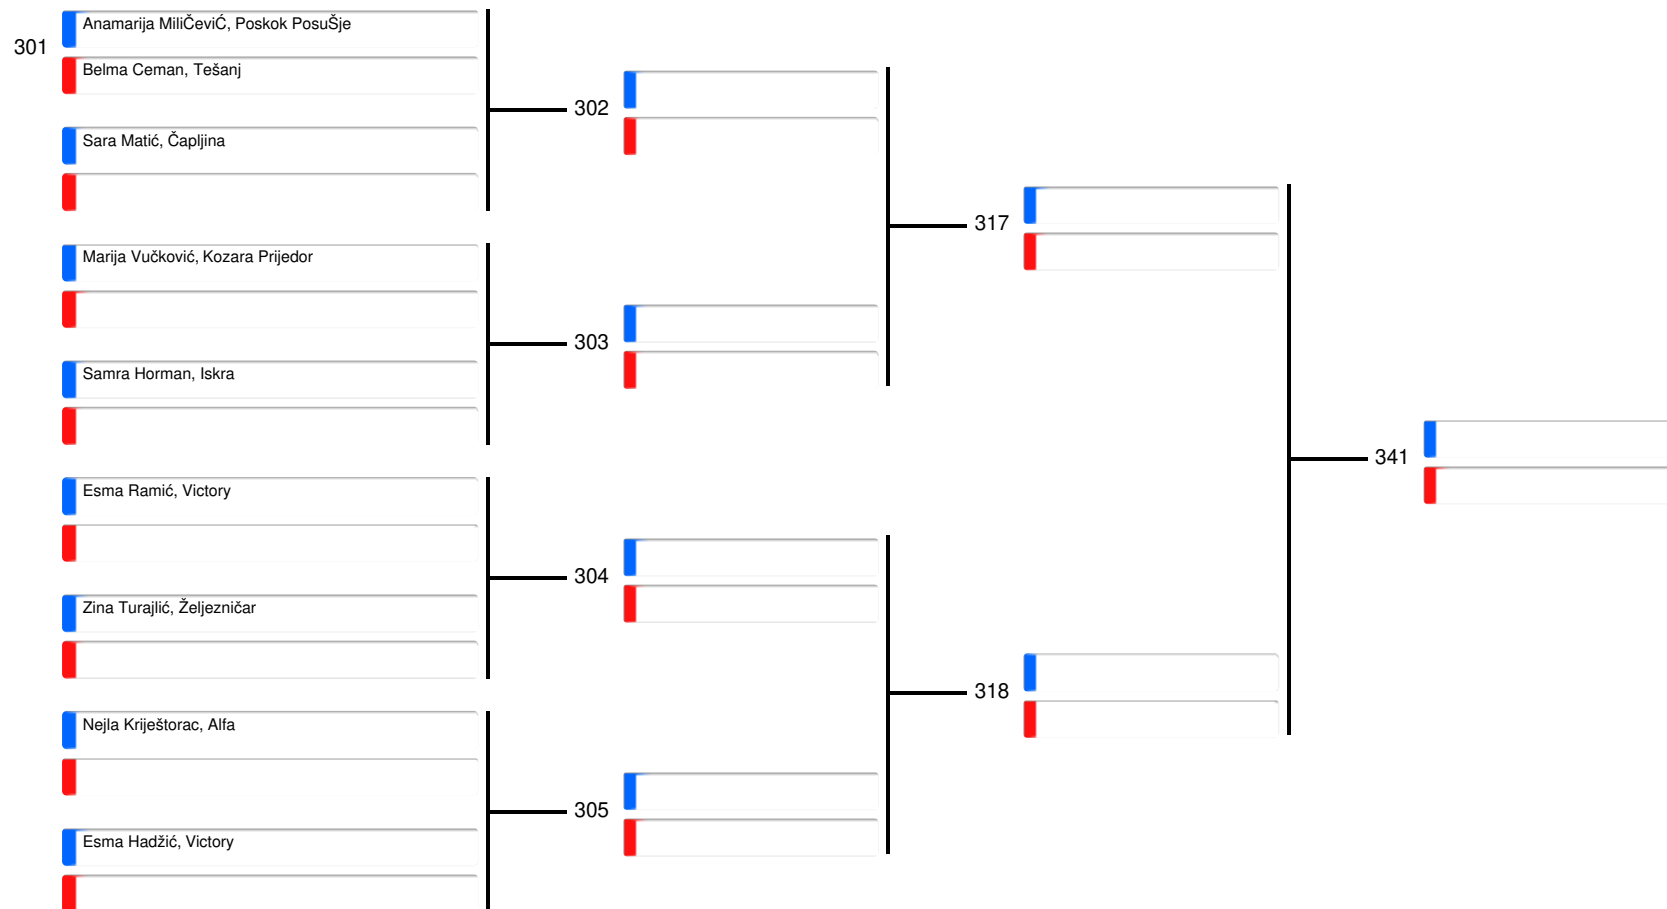 Anamarija MiliČeviĆ, Poskok PosuŠje
301
Belma Ceman, Tešanj
302
Sara Matić, Čapljina
317
Marija Vučković, Kozara Prijedor
303
Samra Horman, Iskra
341
Esma Ramić, Victory
304
Zina Turajlić, Željezničar
318
Nejla Kriještorac, Alfa
305
Esma Hadžić, Victory